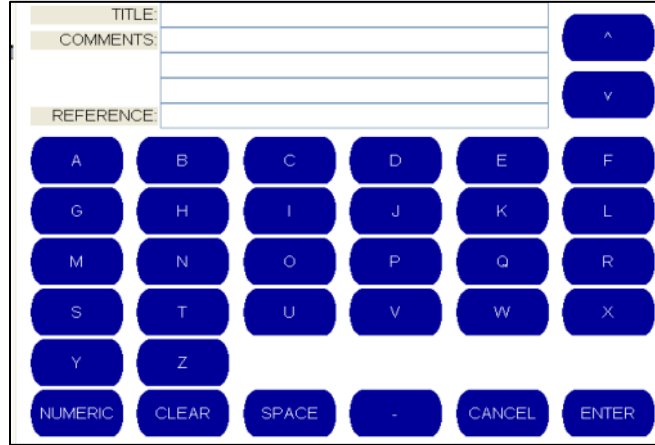 TITLE:
COMMENTS:
^
v
REFERENCE:
A B C D E F
G H I J K L
M N O P Q R
S T U V W X
Y Z
NUMERIC CLEAR SPACE - CANCEL ENTER